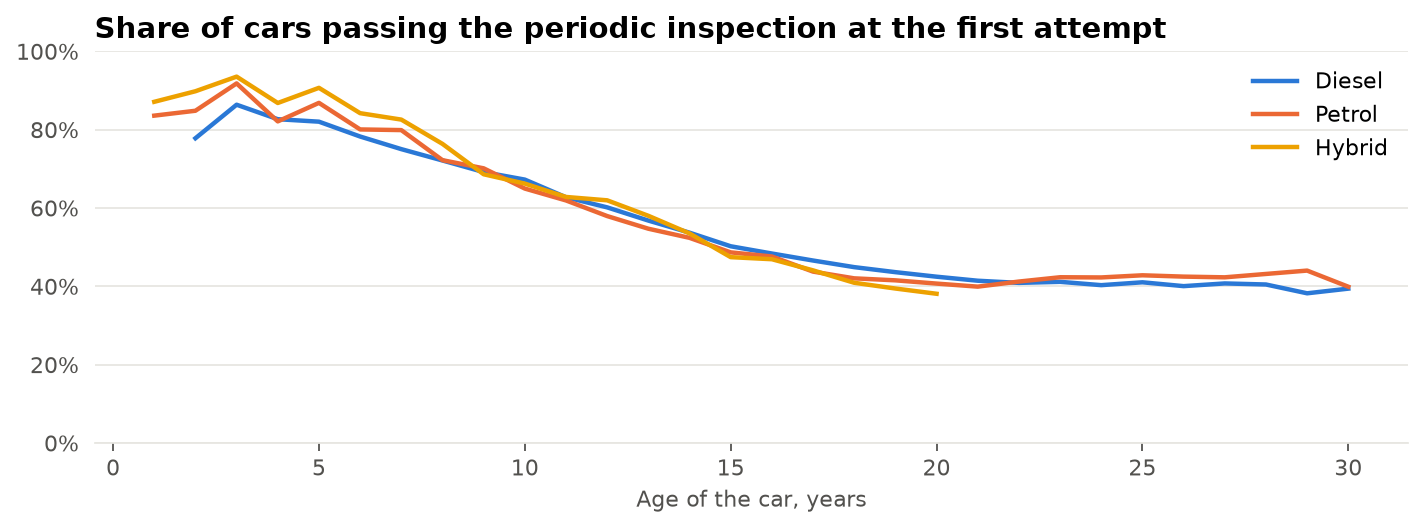 Share of cars passing the periodic inspection at the first attempt
100%
80%
60%
40%
20%
0%
Diesel
Petrol
Hybrid
0 5 10 15 20 25 30
Age of the car, years